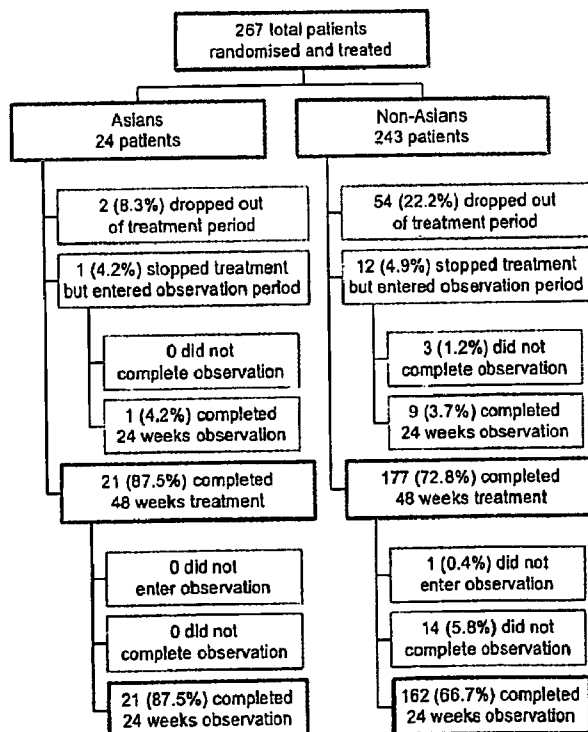 267 total patients
randomised and treated
Asians
24 patients
Non-Asians
243 patients
2 (8.3%) dropped out
of treatment period
54 (22.2%) dropped out
of treatment period
1 (4.2%) stopped treatment
but entered observation period
12 (4.9%) stopped treatment
but entered observation period
0 did not
complete observation
3 (1.2%) did not
complete observation
1 (4.2%) completed
24 weeks observation
9 (3.7%) completed
24 weeks observation
21 (87.5%) completed
48 weeks treatment
177 (72.8%) completed
48 weeks treatment
0 did not
enter observation
1 (0.4%) did not
enter observation
0 did not
complete observation
14 (5.8%) did not
complete observation
21 (87.5%) completed
24 weeks observation
162 (66.7%) completed
24 weeks observation